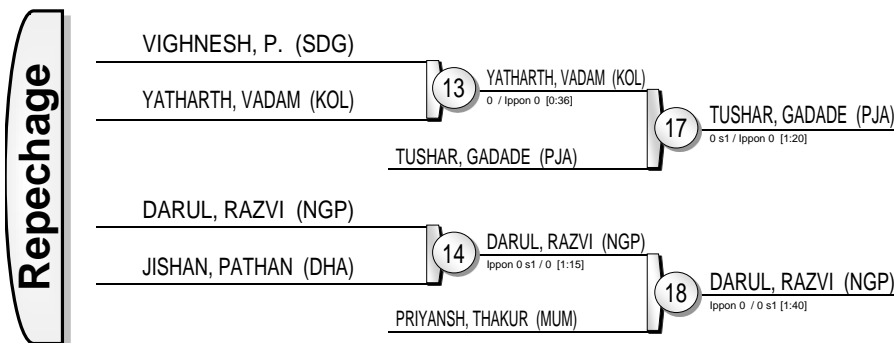 Repechage
VIGHNESH, P. (SDG)
YATHARTH, VADAM (KOL)
13
YATHARTH, VADAM (KOL)
0 / Ippon 0 [0:36]
TUSHAR, GADADE (PJA)
17
TUSHAR, GADADE (PJA)
0 s1 / Ippon 0 [1:20]
DARUL, RAZVI (NGP)
JISHAN, PATHAN (DHA)
14
DARUL, RAZVI (NGP)
Ippon 0 s1 / 0 [1:15]
PRIYANSH, THAKUR (MUM)
18
DARUL, RAZVI (NGP)
Ippon 0 / 0 s1 [1:40]